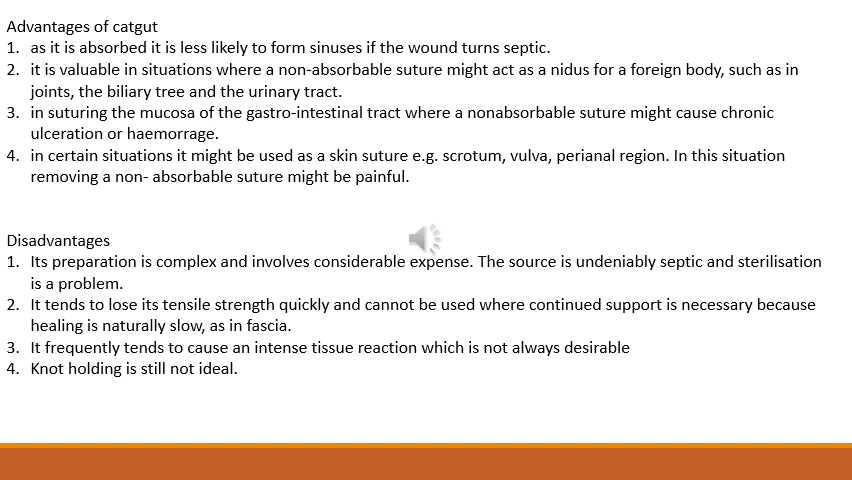 Advantages of catgut
1. as it is absorbed it is less likely to form sinuses if the wound turns septic.
2. it is valuable in situations where a non-absorbable suture might act as a nidus for a foreign body, such as in
joints, the biliary tree and the urinary tract.
3. in suturing the mucosa of the gastro-intestinal tract where a nonabsorbable suture might cause chronic
ulceration or haemorrage.
4. in certain situations it might be used as a skin suture e.g. scrotum, vulva, perianal region. In this situation
removing a non- absorbable suture might be painful.
Disadvantages
1. Its preparation is complex and involves considerable expense. The source is undeniably septic and sterilisation
is a problem.
2. It tends to lose its tensile strength quickly and cannot be used where continued support is necessary because
healing is naturally slow, as in fascia.
3. It frequently tends to cause an intense tissue reaction which is not always desirable
4. Knot holding is still not ideal.